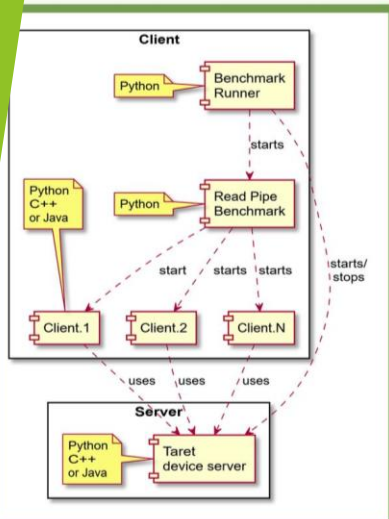 Client
Python
Benchmark
Runner
starts
Python
C++
or Java
Python
Read Pipe
Benchmark
start
starts
starts
starts/
stops
Client.1
Client.2
Client.N
uses
uses
uses
Server
Python
C++
or Java
Taret
device server